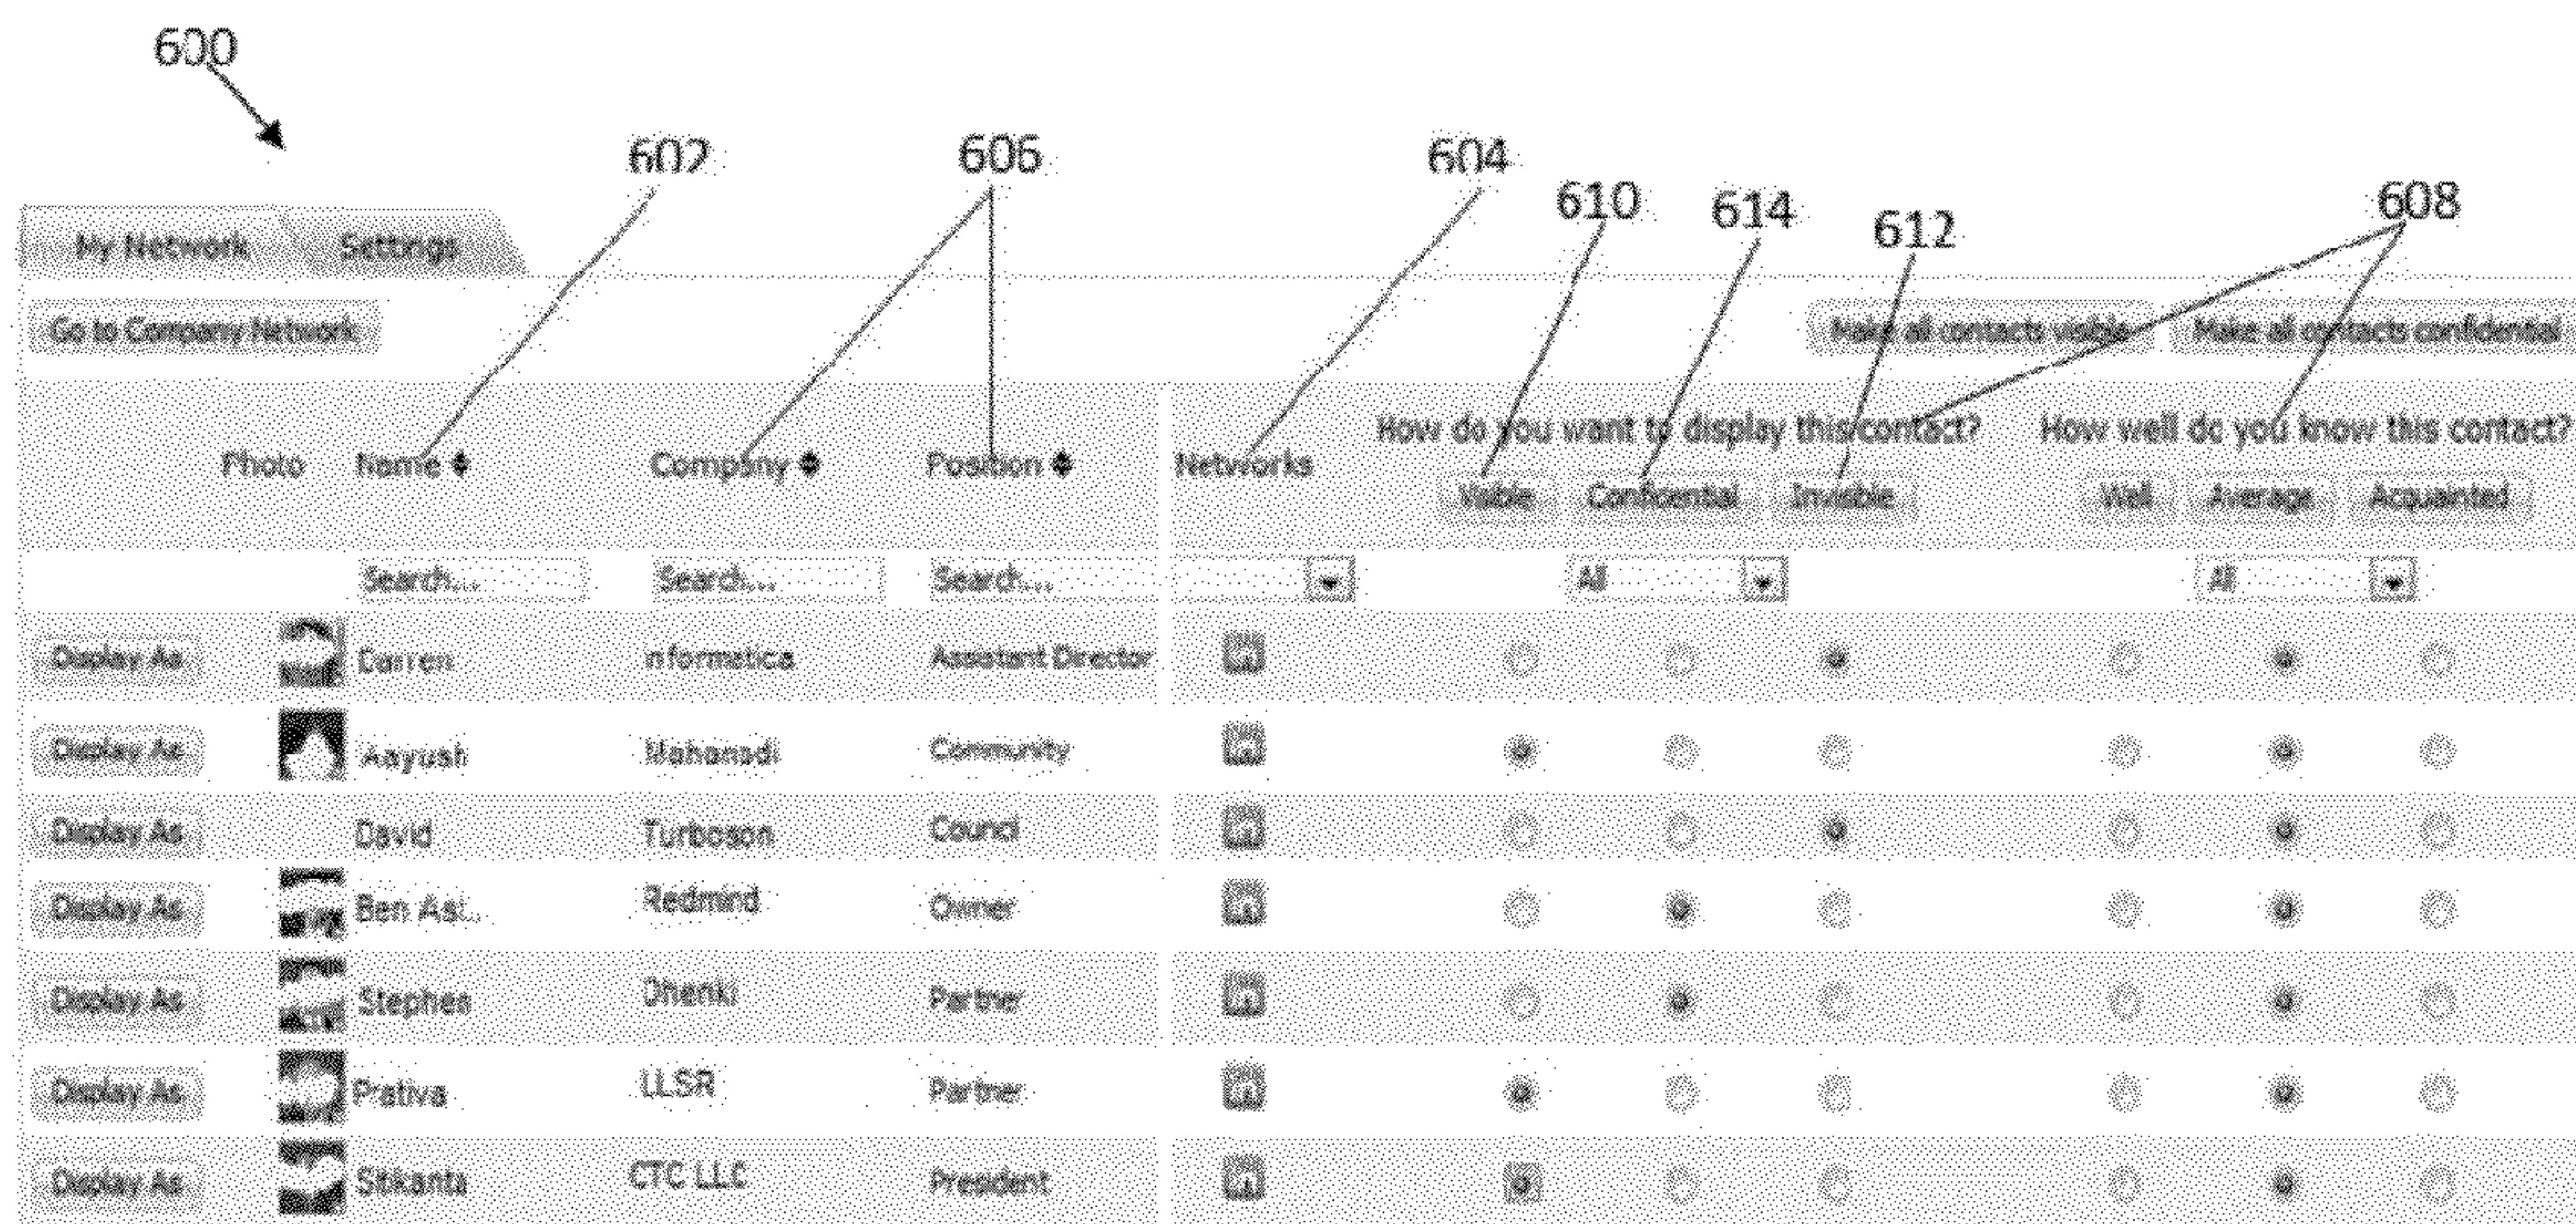 600
602 606 604
610 614 612 608
My Network Settings
Go to Company Network Make all contacts visible Make all contacts confidential
How do you want to display this contact? How well do you know this contact?
Photo Name Company Position Networks
Visible Confidential Invisible Well Average Acquainted
Search... Search... Search... All All
Display As Darren nformatica Assistant Director
Display As Aayush Mahanadi Community
Display As David Turboson Council
Display As Ben Asl... Redmind Owner
Display As Stephen Dhenki Partner
Display As Prativa LLSR Partner
Display As Sitikanta CTC LLC President